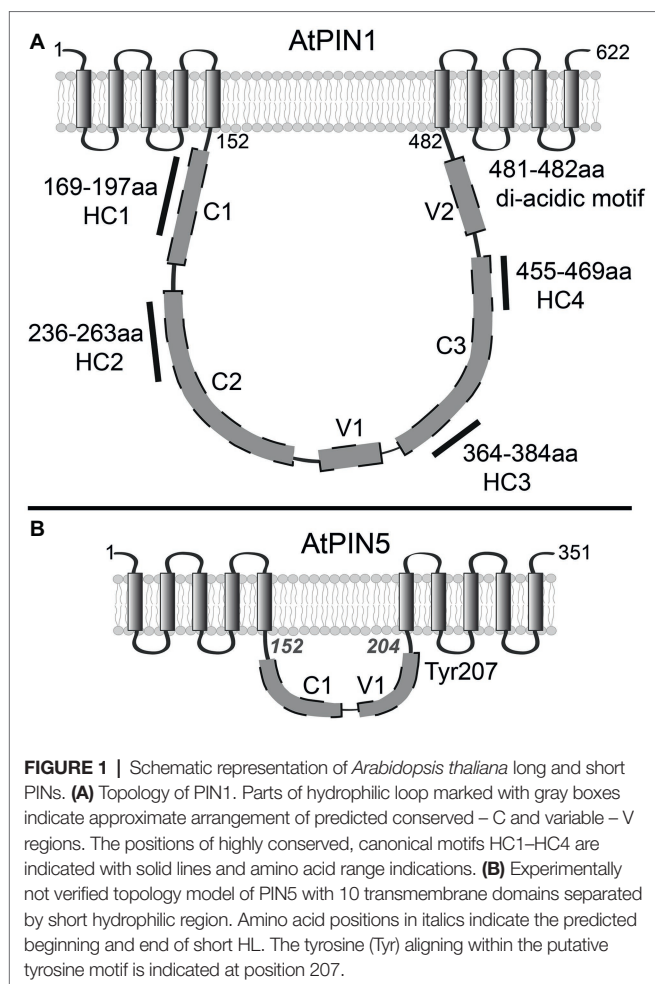 A
AtPIN1
1
622
152
482
481-482aa
di-acidic motif
169-197aa
HC1
C1
V2
455-469aa
HC4
236-263aa
HC2
C3
C2
V1
364-384aa
HC3
B
AtPIN5
1
351
152
204
Tyr207
C1
V1
FIGURE 1 | Schematic representation of Arabidopsis thaliana long and short
PINs. (A) Topology of PIN1. Parts of hydrophilic loop marked with gray boxes
indicate approximate arrangement of predicted conserved – C and variable – V
regions. The positions of highly conserved, canonical motifs HC1–HC4 are
indicated with solid lines and amino acid range indications. (B) Experimentally
not verified topology model of PIN5 with 10 transmembrane domains separated
by short hydrophilic region. Amino acid positions in italics indicate the predicted
beginning and end of short HL. The tyrosine (Tyr) aligning within the putative
tyrosine motif is indicated at position 207.